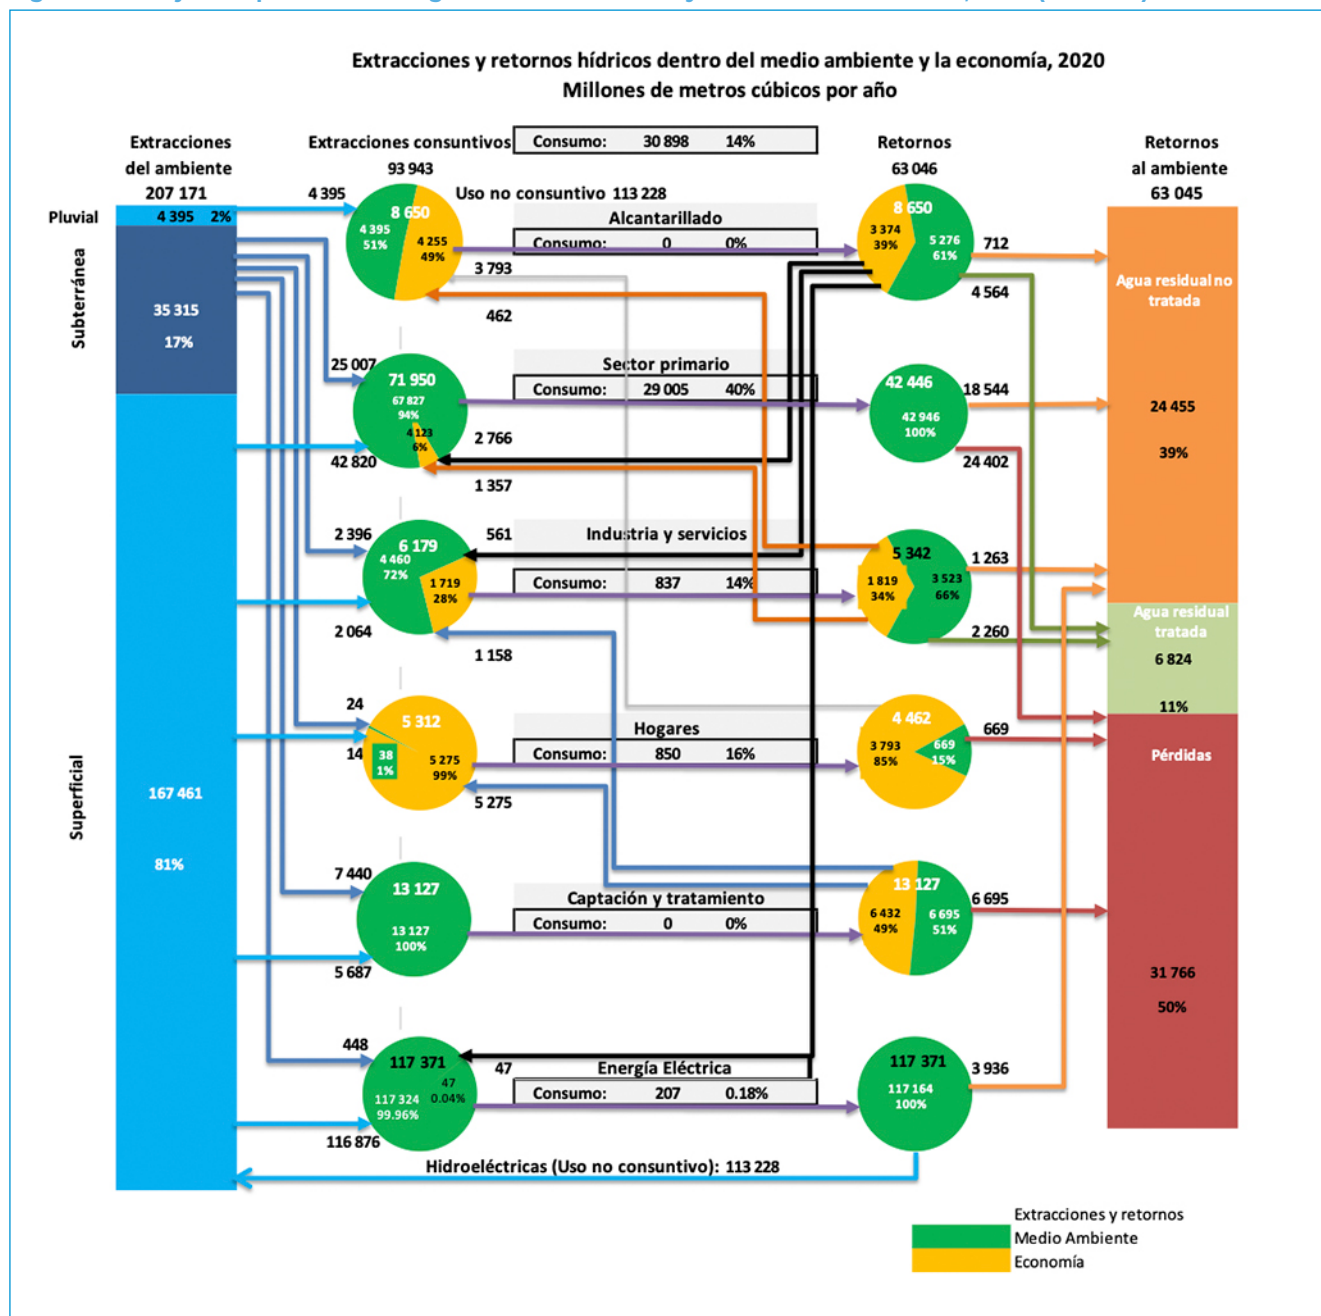 Extracciones y retornos hídricos dentro del medio ambiente y la economía, 2020
Millones de metros cúbicos por año
Extracciones
del ambiente
207 171
Extracciones consuntivos
93 943
Consumo: 30 898 14%
Retornos
63 046
Retornos
al ambiente
63 045
Uso no consuntivo 113 228
Pluvial
4 395 2%
Subterránea
35 315
17%
Superficial
167 461
81%
4 395
8 650
4 395
51%
4 255
49%
3 793
462
Alcantarillado
Consumo: 0 0%
8 650
3 374
39%
5 276
61%
712
4 564
25 007
71 950
67 827
94%
4 123
6%
42 820
2 766
1 357
Sector primario
Consumo: 29 005 40%
42 446
42 946
100%
18 544
24 402
2 396
6 179
4 460
72%
1 719
28%
2 064
561
1 158
Industria y servicios
Consumo: 837 14%
5 342
1 819
34%
3 523
66%
1 263
2 260
24
14
5 312
38
1%
5 275
99%
5 275
Hogares
Consumo: 850 16%
4 462
3 793
85%
669
15%
669
7 440
13 127
13 127
100%
5 687
Captación y tratamiento
Consumo: 0 0%
13 127
6 432
49%
6 695
51%
6 695
448
117 371
47
0.04%
117 324
99.96%
116 876
47
Energía Eléctrica
Consumo: 207 0.18%
117 371
117 164
100%
3 936
Hidroeléctricas (Uso no consuntivo): 113 228
Agua residual no
tratada
24 455
39%
Agua residual
tratada
6 824
11%
Pérdidas
31 766
50%
Extracciones y retornos
Medio Ambiente
Economía